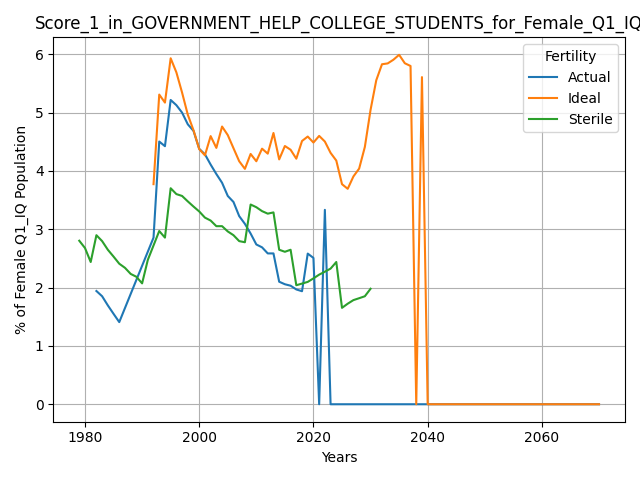 Score_1_in_GOVERNMENT_HELP_COLLEGE_STUDENTS_for_Female_Q1_IQ
Fertility
Actual
Ideal
Sterile
% of Female Q1_IQ Population
6
5
4
3
2
1
0
1980 2000 2020 2040 2060
Years